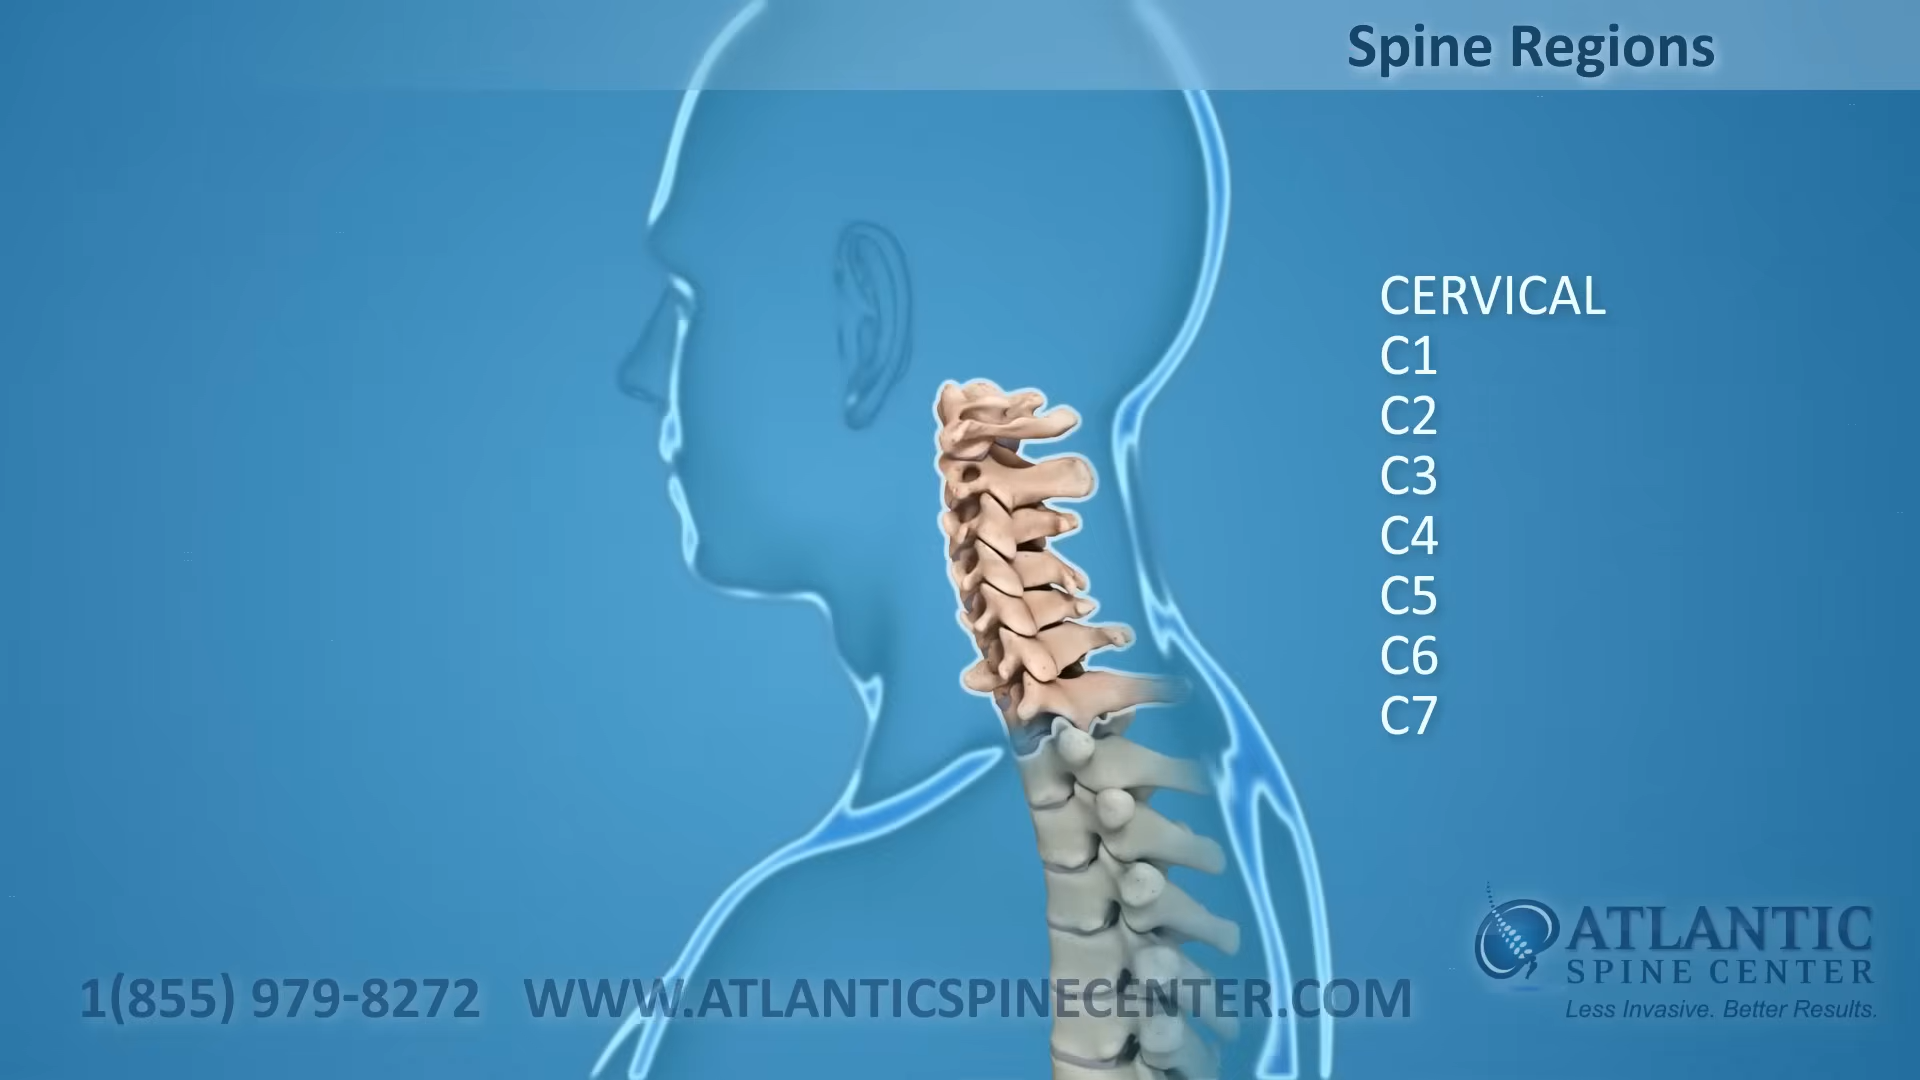 Spine Regions
CERVICAL
C1
C2
C3
C4
C5
C6
C7
ATLANTIC
SPINE CENTER
Less Invasive. Better Results.
1(855) 979-8272 WWW.ATLANTICSPINECENTER.COM